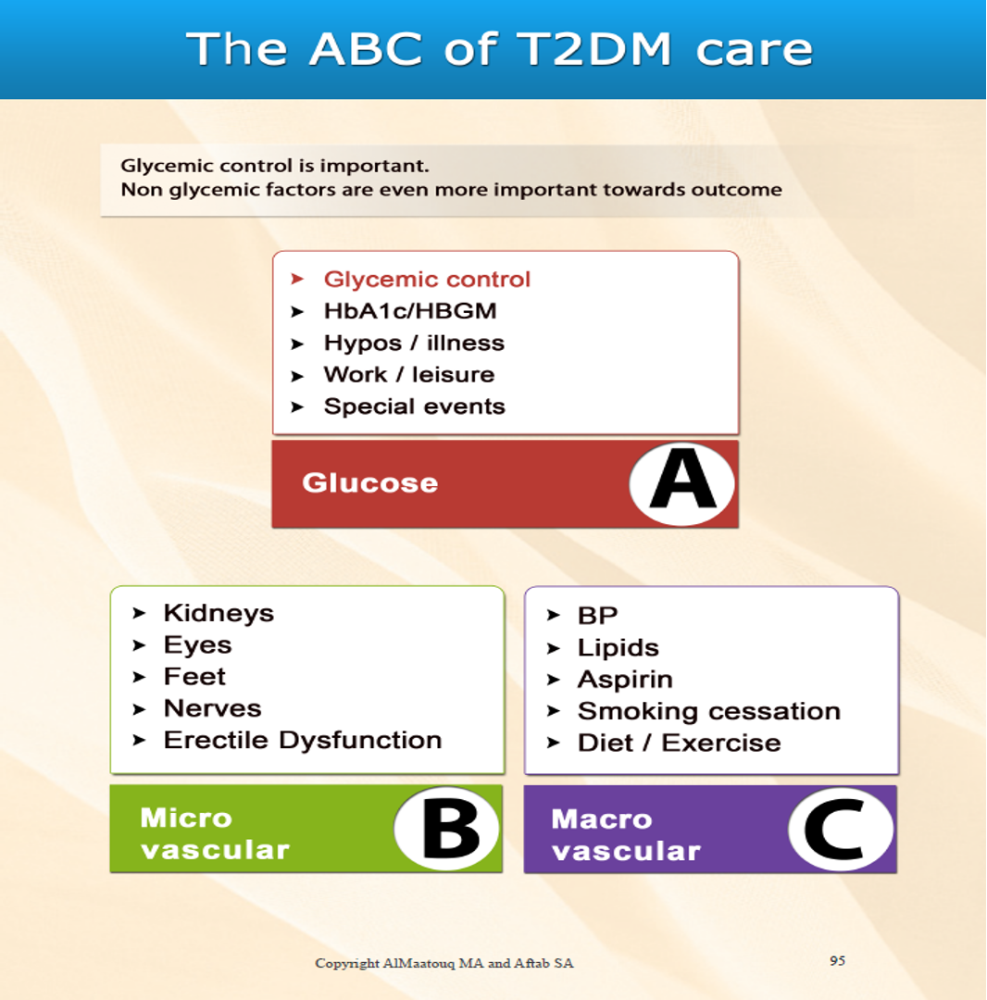 The ABC of T2DM care
Glycemic control is important.
Non glycemic factors are even more important towards outcome
➤ Glycemic control
➤ HbA1c/HBGM
➤ Hypos / illness
➤ Work / leisure
➤ Special events
Glucose A
➤ Kidneys
➤ Eyes
➤ Feet
➤ Nerves
➤ Erectile Dysfunction
Micro
vascular
B
➤ BP
➤ Lipids
➤ Aspirin
➤ Smoking cessation
➤ Diet / Exercise
Macro
vascular
C
Copyright AlMaatouq MA and Aftab SA
95